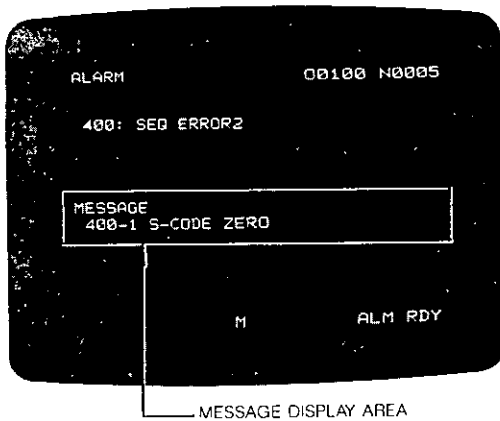 ALARM O0100 N0005
400: SEQ ERROR2
MESSAGE
400-1 S-CODE ZERO
M ALM RDY
MESSAGE DISPLAY AREA